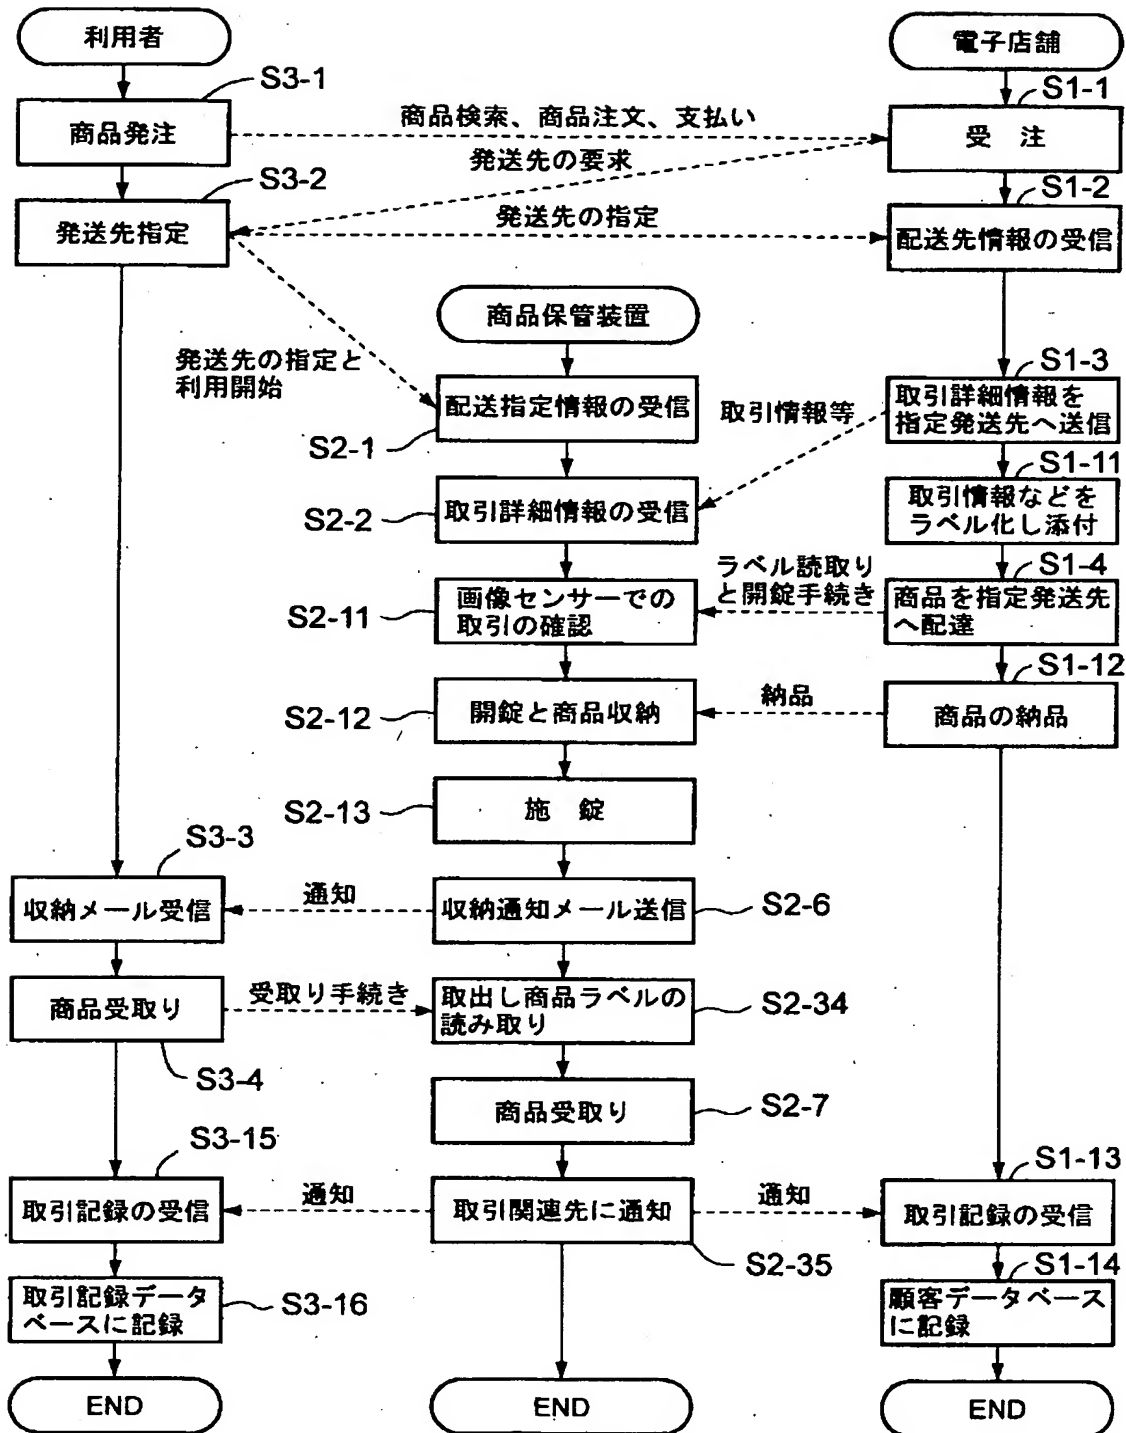 利用者
電子店舗
S3-1
S1-1
商品発注
商品検索、商品注文、支払い
受 注
発送先の要求
S3-2
S1-2
発送先指定
発送先の指定
配送先情報の受信
商品保管装置
発送先の指定と
利用開始
S1-3
配送指定情報の受信
取引情報等
取引詳細情報を
指定発送先へ送信
S2-1
S1-11
S2-2
取引詳細情報の受信
取引情報などを
ラベル化し添付
ラベル読取り
と開錠手続き
S1-4
S2-11
画像センサーでの
取引の確認
商品を指定発送先
へ配達
S1-12
S2-12
開錠と商品収納
納品
商品の納品
S2-13
施 錠
S3-3
収納メール受信
通知
収納通知メール送信
S2-6
商品受取り
受取り手続き
取出し商品ラベルの
読み取り
S2-34
S3-4
商品受取り
S2-7
S3-15
S1-13
取引記録の受信
通知
取引関連先に通知
通知
取引記録の受信
S2-35
S1-14
取引記録データ
ベースに記録
S3-16
顧客データベース
に記録
END
END
END